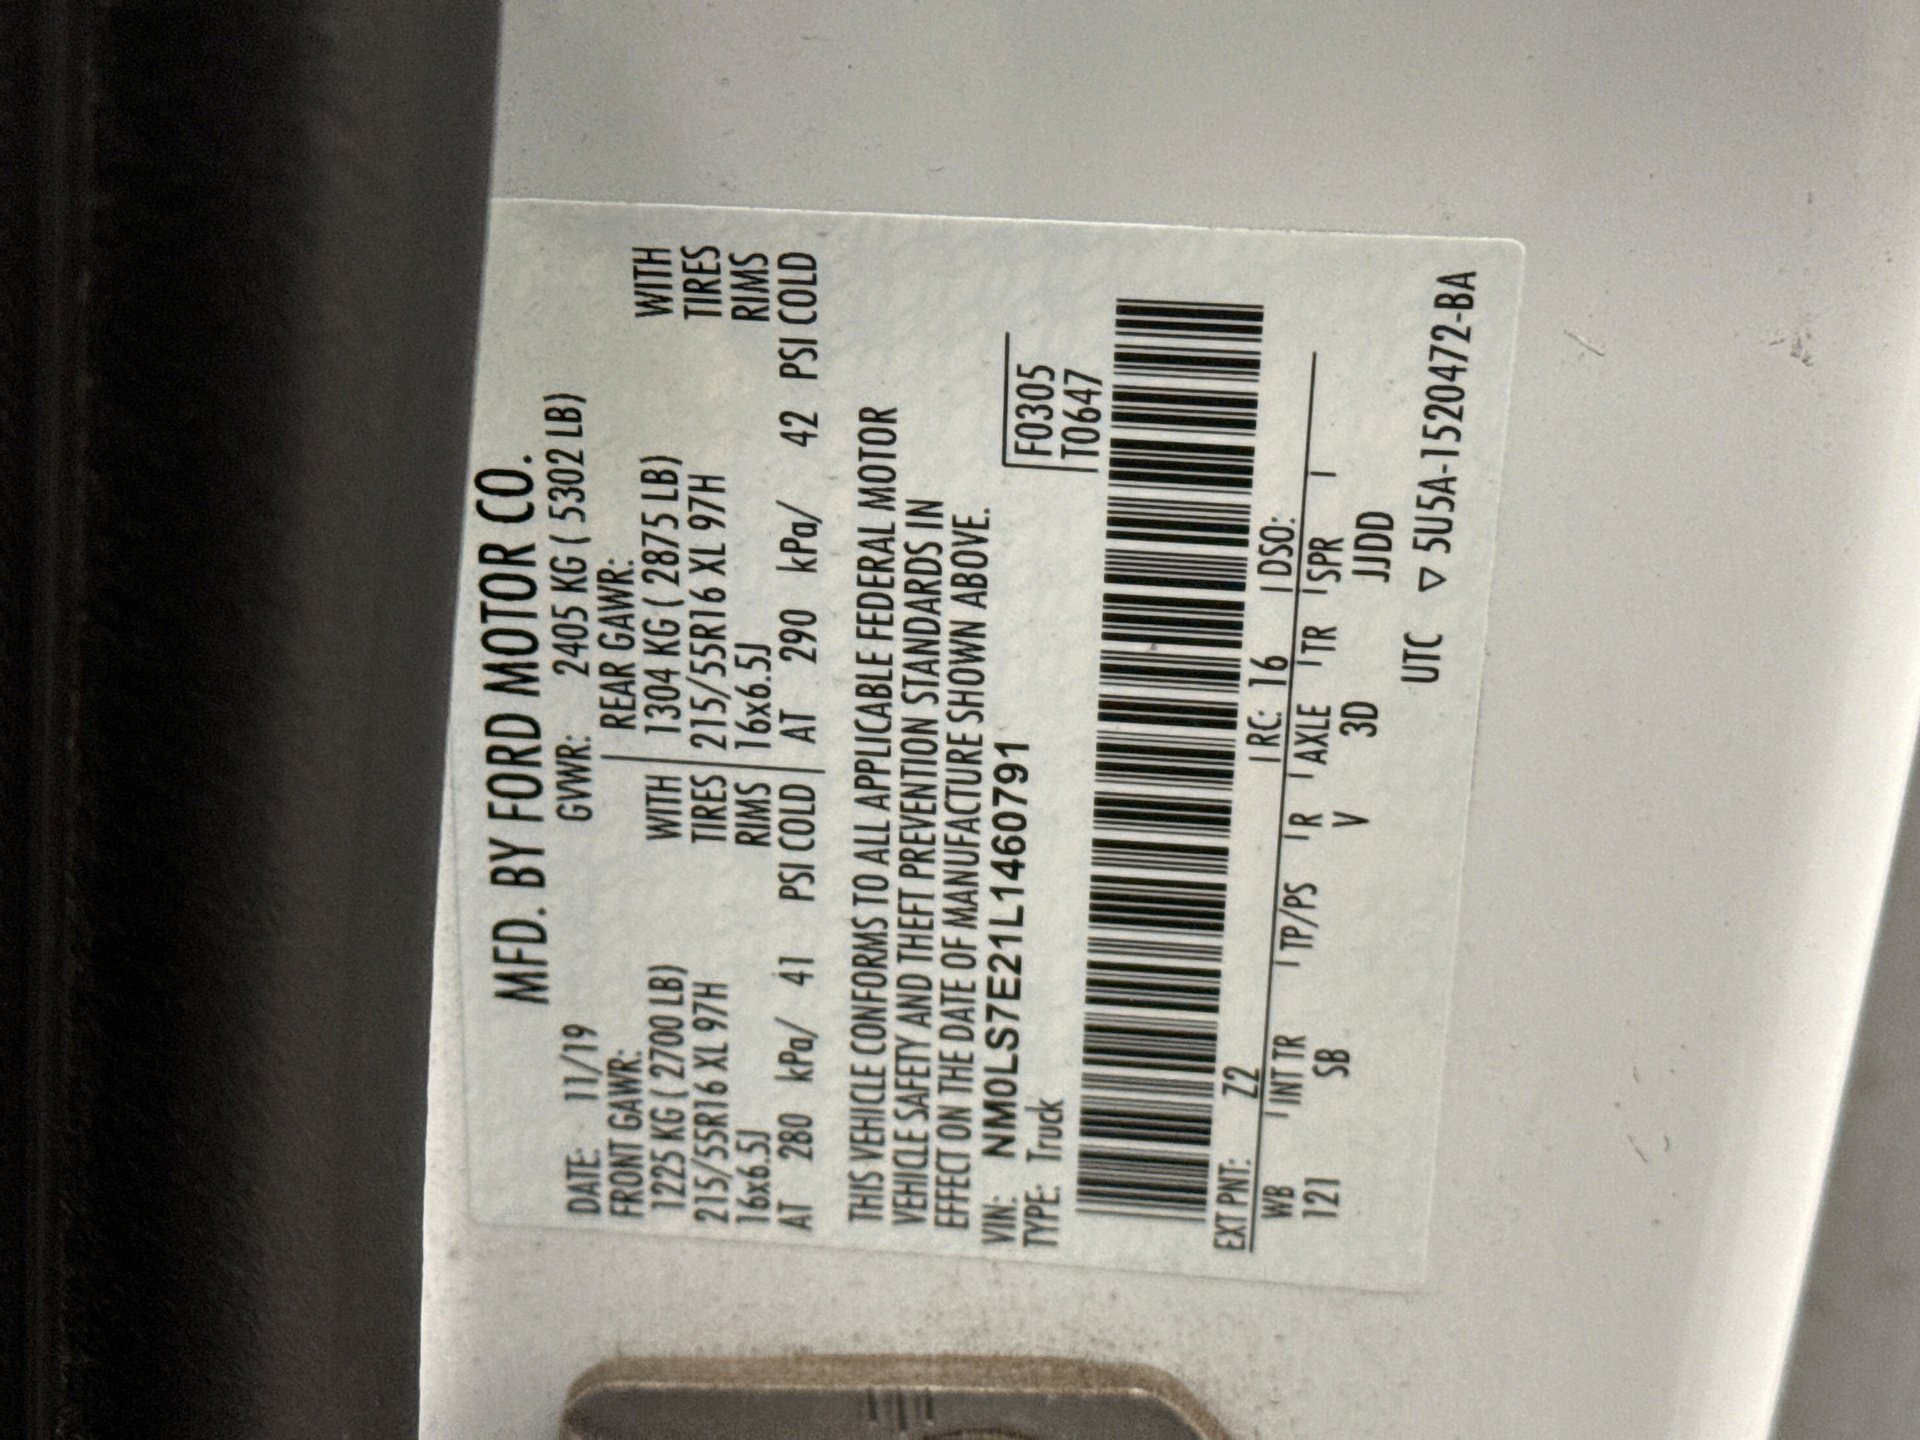 MFD. BY FORD MOTOR CO.
DATE: 11/19 GVWR: 2405 KG ( 5302 LB)
FRONT GAWR: REAR GAWR:
1225 KG ( 2700 LB) WITH 1304 KG ( 2875 LB) WITH
215/55R16 XL 97H TIRES 215/55R16 XL 97H TIRES
16x6.5J RIMS 16x6.5J RIMS
AT 280 kPa/ 41 PSI COLD AT 290 kPa/ 42 PSI COLD
THIS VEHICLE CONFORMS TO ALL APPLICABLE FEDERAL MOTOR
VEHICLE SAFETY AND THEFT PREVENTION STANDARDS IN
EFFECT ON THE DATE OF MANUFACTURE SHOWN ABOVE.
VIN: NM0LS7E21L1460791
F0305
TYPE: Truck T0647
EXT PNT: Z2 RC: 16 DSO:
WB INT TR TP/PS R AXLE TR SPR
121 SB V 3D JJDD
UTC ▽ 5U5A-1520472-BA